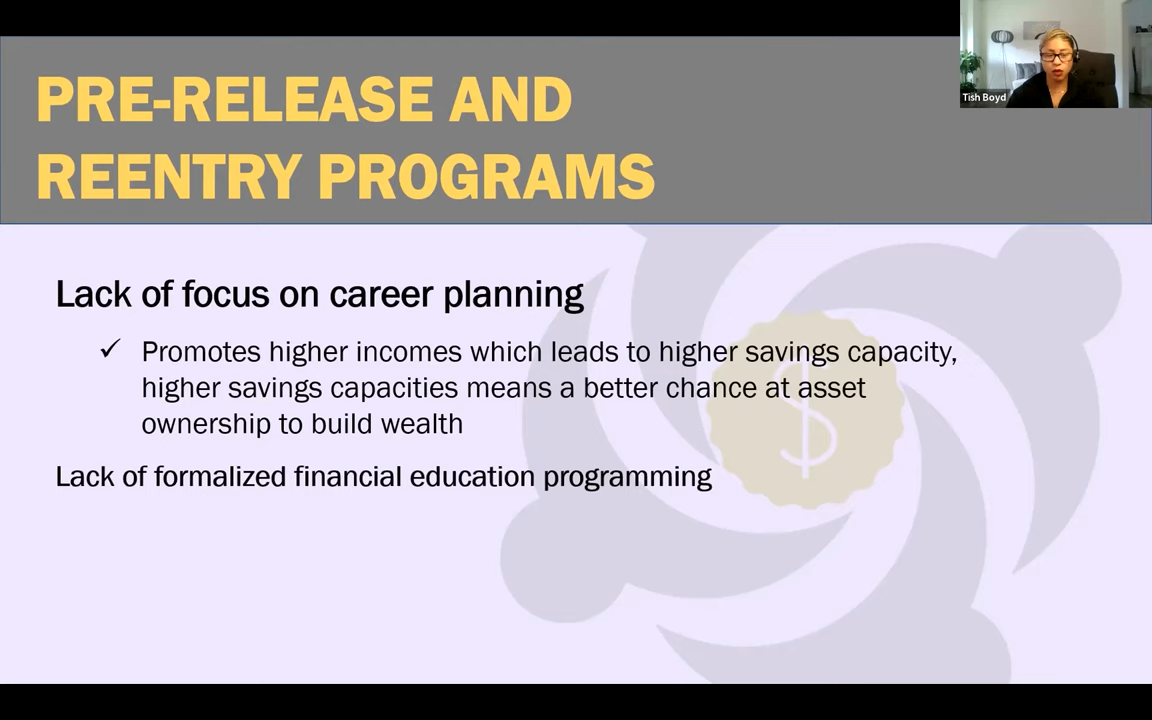 PRE-RELEASE AND
REENTRY PROGRAMS
Tish Boyd
Lack of focus on career planning
✓ Promotes higher incomes which leads to higher savings capacity,
higher savings capacities means a better chance at asset
ownership to build wealth
Lack of formalized financial education programming
$